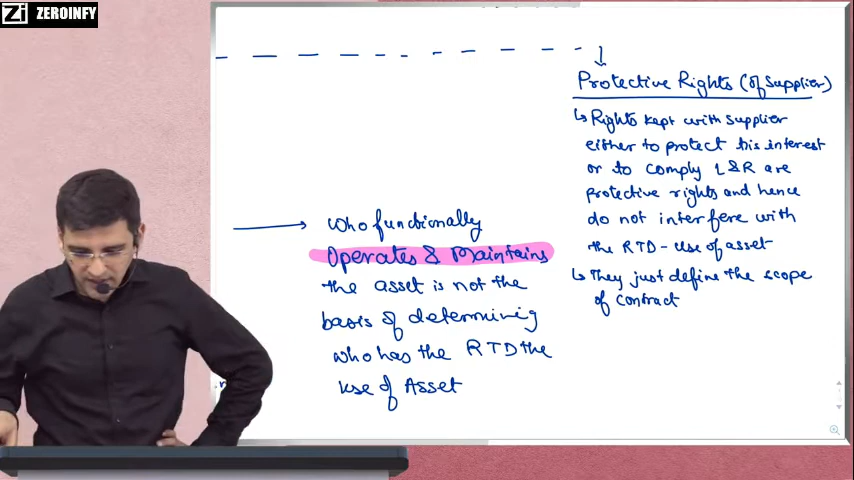 Zi ZEROINFY
Protective Rights (of Supplier)
↳ Rights kept with supplier
either to protect his interest
or to comply L&R are
protective rights and hence
do not interfere with
the RTD - use of asset
↳ They just define the scope
of contract
who functionally
Operates & Maintains
the asset is not the
basis of determining
who has the RTD the
use of Asset